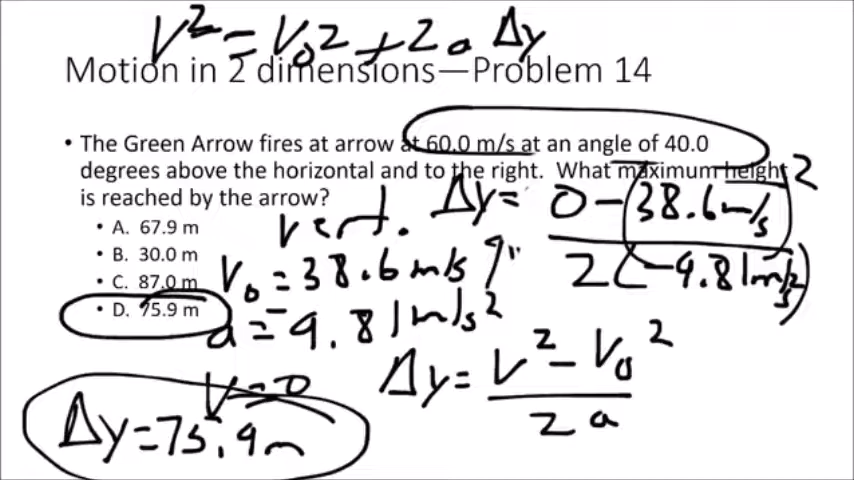 V² = V₀² + 2a Δy
Motion in 2 dimensions—Problem 14
• The Green Arrow fires at arrow at 60.0 m/s at an angle of 40.0
degrees above the horizontal and to the right. What maximum height
is reached by the arrow?
• A. 67.9 m
• B. 30.0 m
• C. 87.0 m
• D. 75.9 m
vert.
V₀ = 38.6 m/s
a = -9.81 m/s²
V = 0
Δy = 0 - 38.6 m/s ²
2(-9.81 m/s²)
Δy = V² - V₀²
2a
Δy = 75.9 m